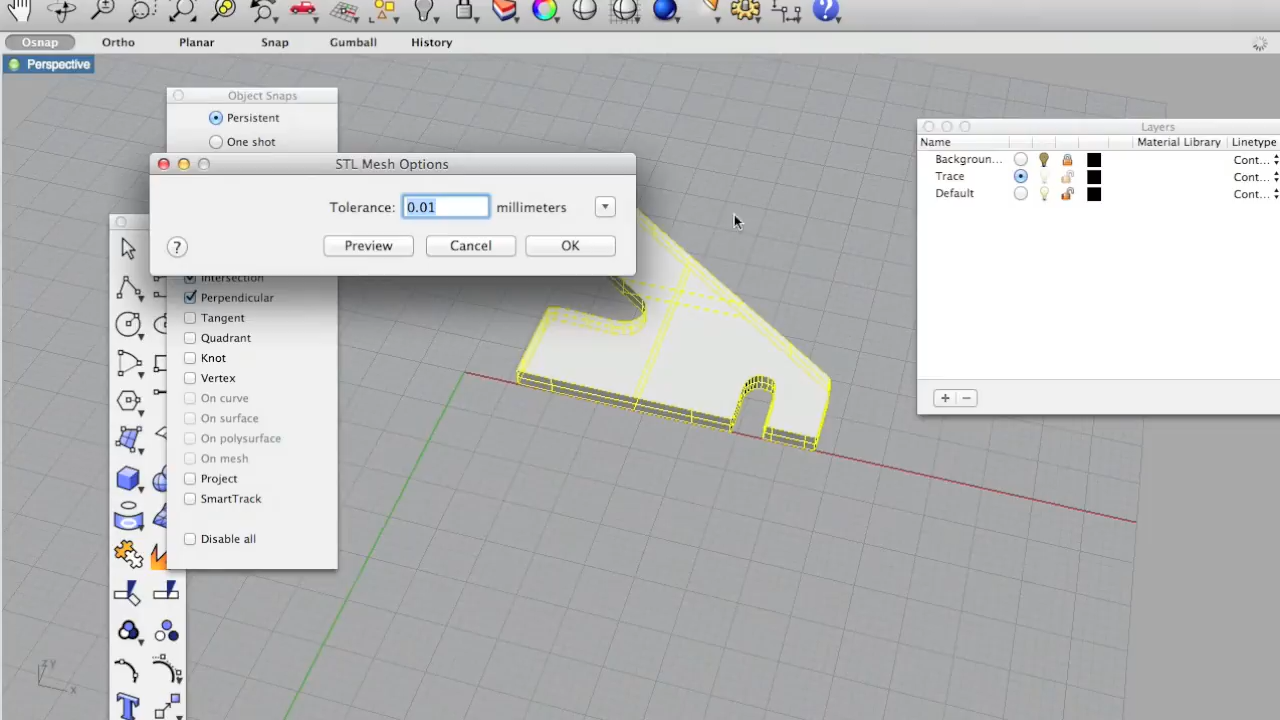 Osnap Ortho Planar Snap Gumball History
Perspective
Object Snaps
Persistent
One shot
STL Mesh Options
Tolerance: 0.01 millimeters
? Preview Cancel OK
Intersection
Perpendicular
Tangent
Quadrant
Knot
Vertex
On curve
On surface
On polysurface
On mesh
Project
SmartTrack
Disable all
Layers
Name Material Library Linetype
Backgroun... Cont...
Trace Cont...
Default Cont...
z y
x